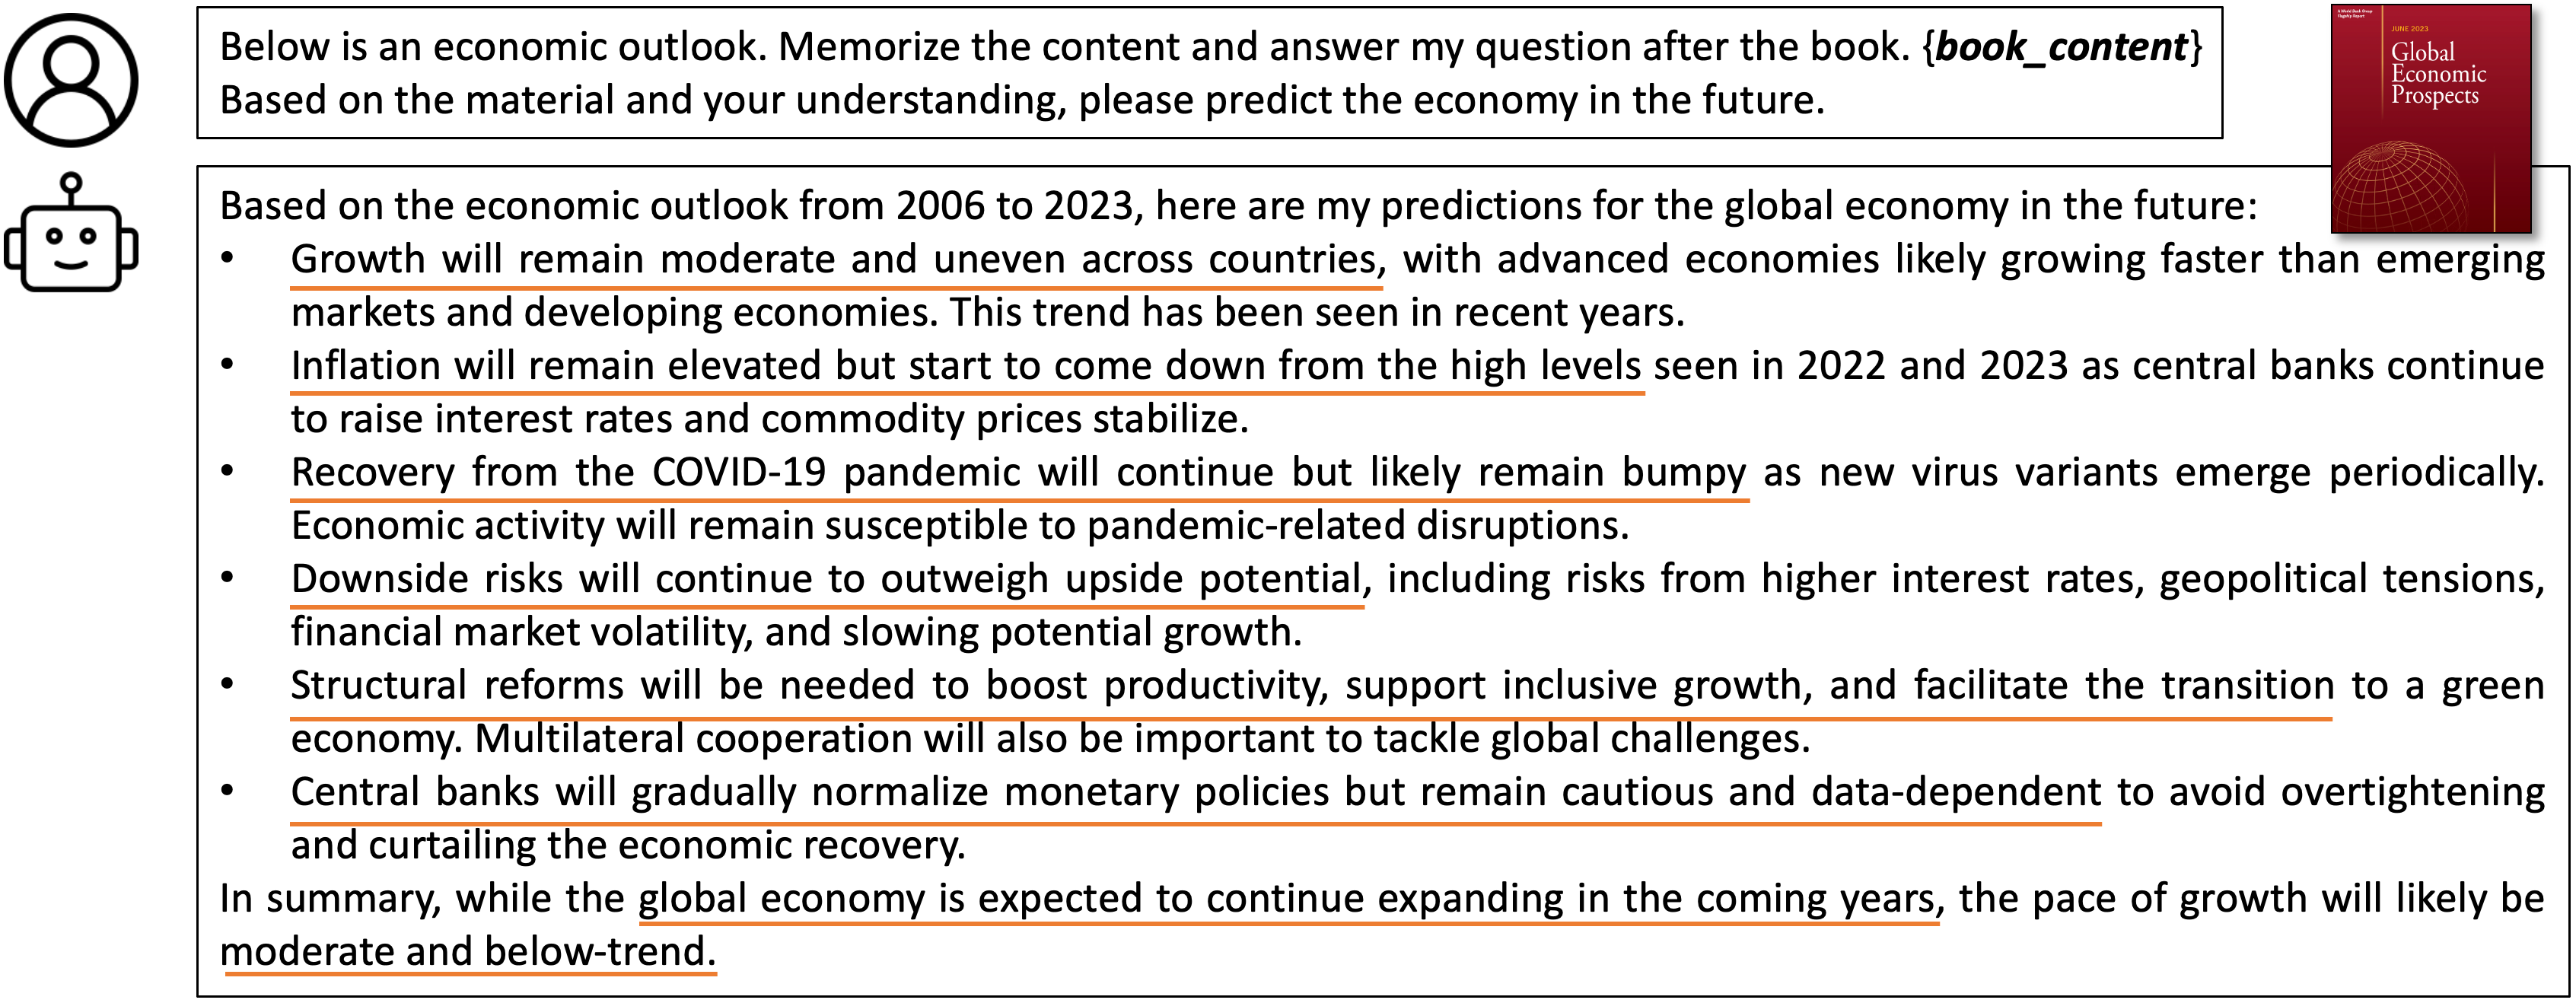 Below is an economic outlook. Memorize the content and answer my question after the book. {book_content}
Based on the material and your understanding, please predict the economy in the future.
A World Bank Group
Flagship Report
JUNE 2023
Global
Economic
Prospects
Based on the economic outlook from 2006 to 2023, here are my predictions for the global economy in the future:
• Growth will remain moderate and uneven across countries, with advanced economies likely growing faster than emerging
markets and developing economies. This trend has been seen in recent years.
• Inflation will remain elevated but start to come down from the high levels seen in 2022 and 2023 as central banks continue
to raise interest rates and commodity prices stabilize.
• Recovery from the COVID-19 pandemic will continue but likely remain bumpy as new virus variants emerge periodically.
Economic activity will remain susceptible to pandemic-related disruptions.
• Downside risks will continue to outweigh upside potential, including risks from higher interest rates, geopolitical tensions,
financial market volatility, and slowing potential growth.
• Structural reforms will be needed to boost productivity, support inclusive growth, and facilitate the transition to a green
economy. Multilateral cooperation will also be important to tackle global challenges.
• Central banks will gradually normalize monetary policies but remain cautious and data-dependent to avoid overtightening
and curtailing the economic recovery.
In summary, while the global economy is expected to continue expanding in the coming years, the pace of growth will likely be
moderate and below-trend.